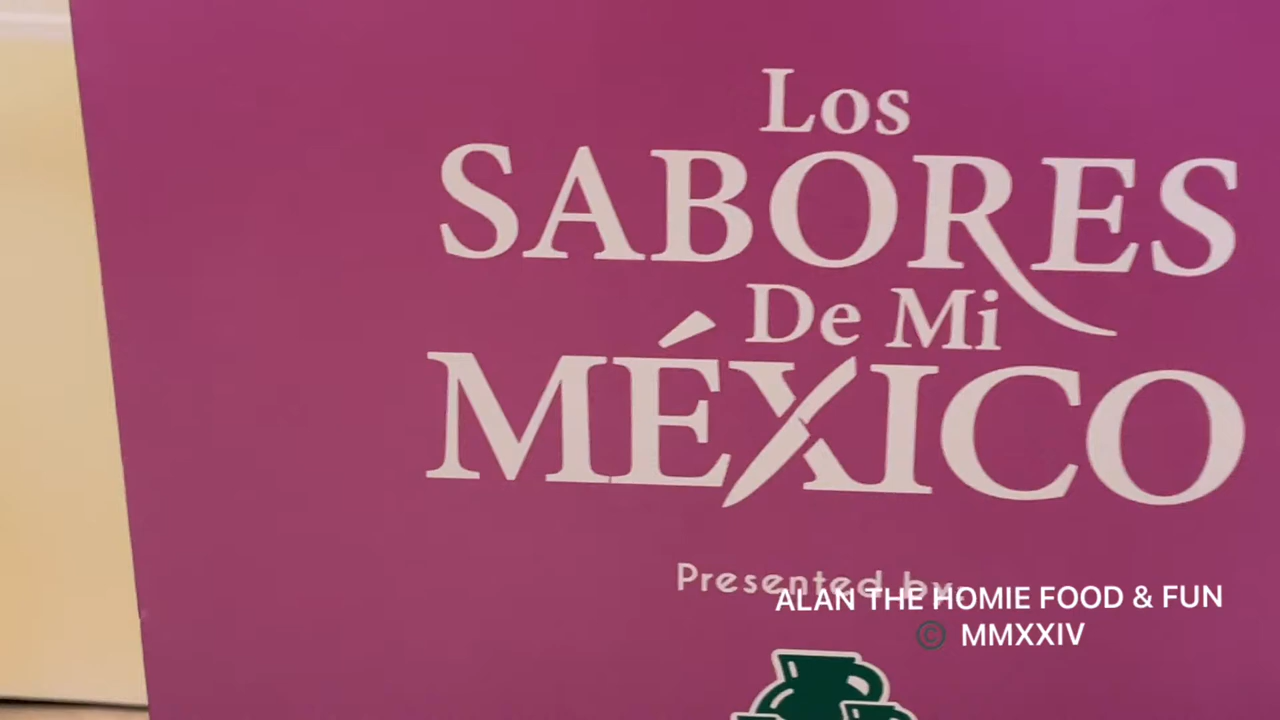 Los
SABORES
De Mi
MÉXICO
Presented by:
ALAN THE HOMIE FOOD & FUN
© MMXXIV